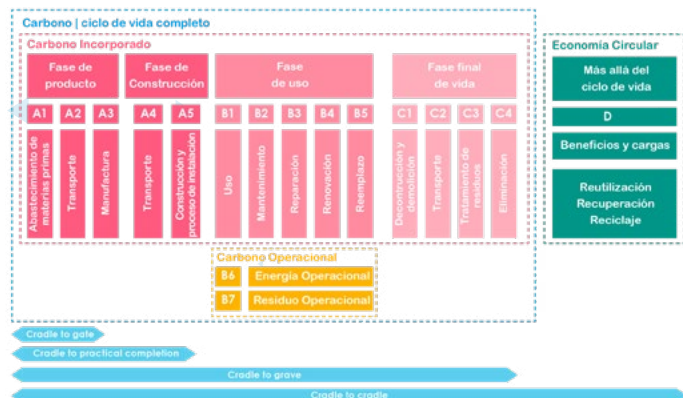 Carbono | ciclo de vida completo
Carbono Incorporado
Fase de
producto
Fase de
Construcción
Fase
de uso
Fase final
de vida
A1
A2
A3
A4
A5
B1
B2
B3
B4
B5
C1
C2
C3
C4
Abastecimiento de
materias primas
Transporte
Manufactura
Transporte
Construcción y
proceso de instalación
Uso
Mantenimiento
Reparación
Renovación
Reemplazo
Decontrucción y
demolición
Transporte
Tratamiento de
residuos
Eliminación
Carbono Operacional
B6
Energía Operacional
B7
Residuo Operacional
Economía Circular
Más allá del
ciclo de vida
D
Beneficios y cargas
Reutilización
Recuperación
Reciclaje
Cradle to gate
Cradle to practical completion
Cradle to grave
Cradle to cradle